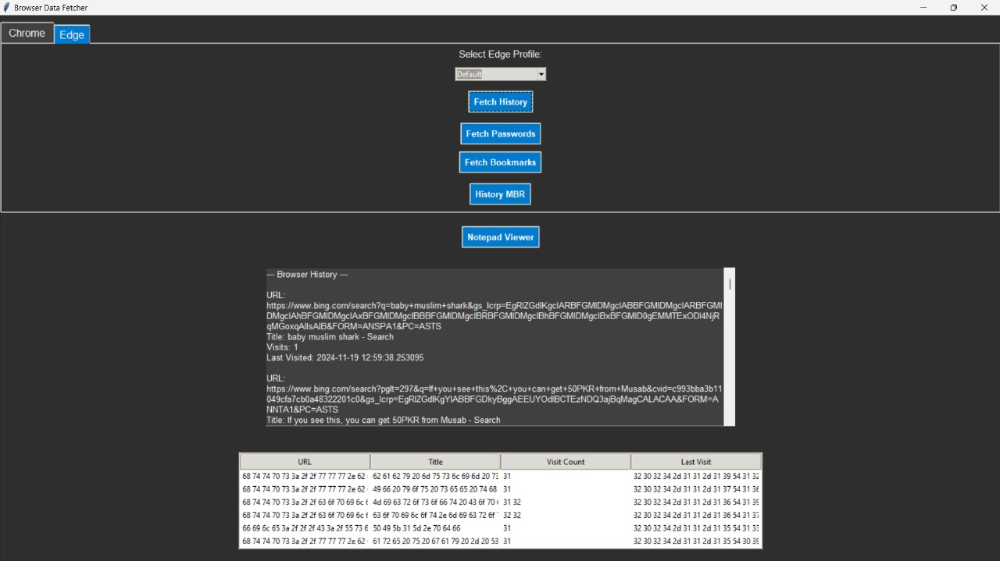 Browser Data Fetcher
Chrome
Edge
Select Edge Profile:
Default
Fetch History
Fetch Passwords
Fetch Bookmarks
History MBR
Notepad Viewer
--- Browser History ---
URL:
https://www.bing.com/search?q=baby+muslim+shark&gs_lcrp=
Title: baby muslim shark - Search
Visits: 1
Last Visited: 2024-11-19 12:59:38.253095
URL:
https://www.bing.com/search?pglt=297&q=If+you+see+this%2C+you+can+get+50PKR+from+Musab&cvid=c993bba3b11
049cfa7cb0a48322201c0&gs_lcrp=
NNTA1&PC=ASTS
Title: If you see this, you can get 50PKR from Musab - Search
URL Title Visit Count Last Visit
68 74 74 70 73 3a 2f 2f 77 77 77 2e 62 62 61 62 79 20 6d 75 73 6c 69 6d 20 73 31 32 30 32 34 2d 31 31 2d 31 39 54 31 32
68 74 74 70 73 3a 2f 2f 77 77 77 2e 62 49 66 20 79 6f 75 20 73 65 65 20 74 68 31 32 30 32 34 2d 31 31 2d 31 37 54 31 36
68 74 74 70 73 3a 2f 2f 63 6f 70 69 6c 4d 69 63 72 6f 73 6f 66 74 20 43 6f 70 31 32 32 30 32 34 2d 31 31 2d 31 36 54 31 39
68 74 74 70 73 3a 2f 2f 63 6f 70 69 6c 63 6f 70 69 6c 6f 74 2e 6d 69 63 72 6f 32 32 32 30 32 34 2d 31 31 2d 31 36 54 31 37
66 69 6c 65 3a 2f 2f 2f 43 3a 2f 55 73 50 49 5b 31 5d 2e 70 64 66 31 32 30 32 34 2d 31 31 2d 31 35 54 31 33
68 74 74 70 73 3a 2f 2f 77 77 77 2e 62 61 72 65 20 75 20 67 61 79 20 2d 20 53 31 32 30 32 34 2d 31 31 2d 31 35 54 30 39